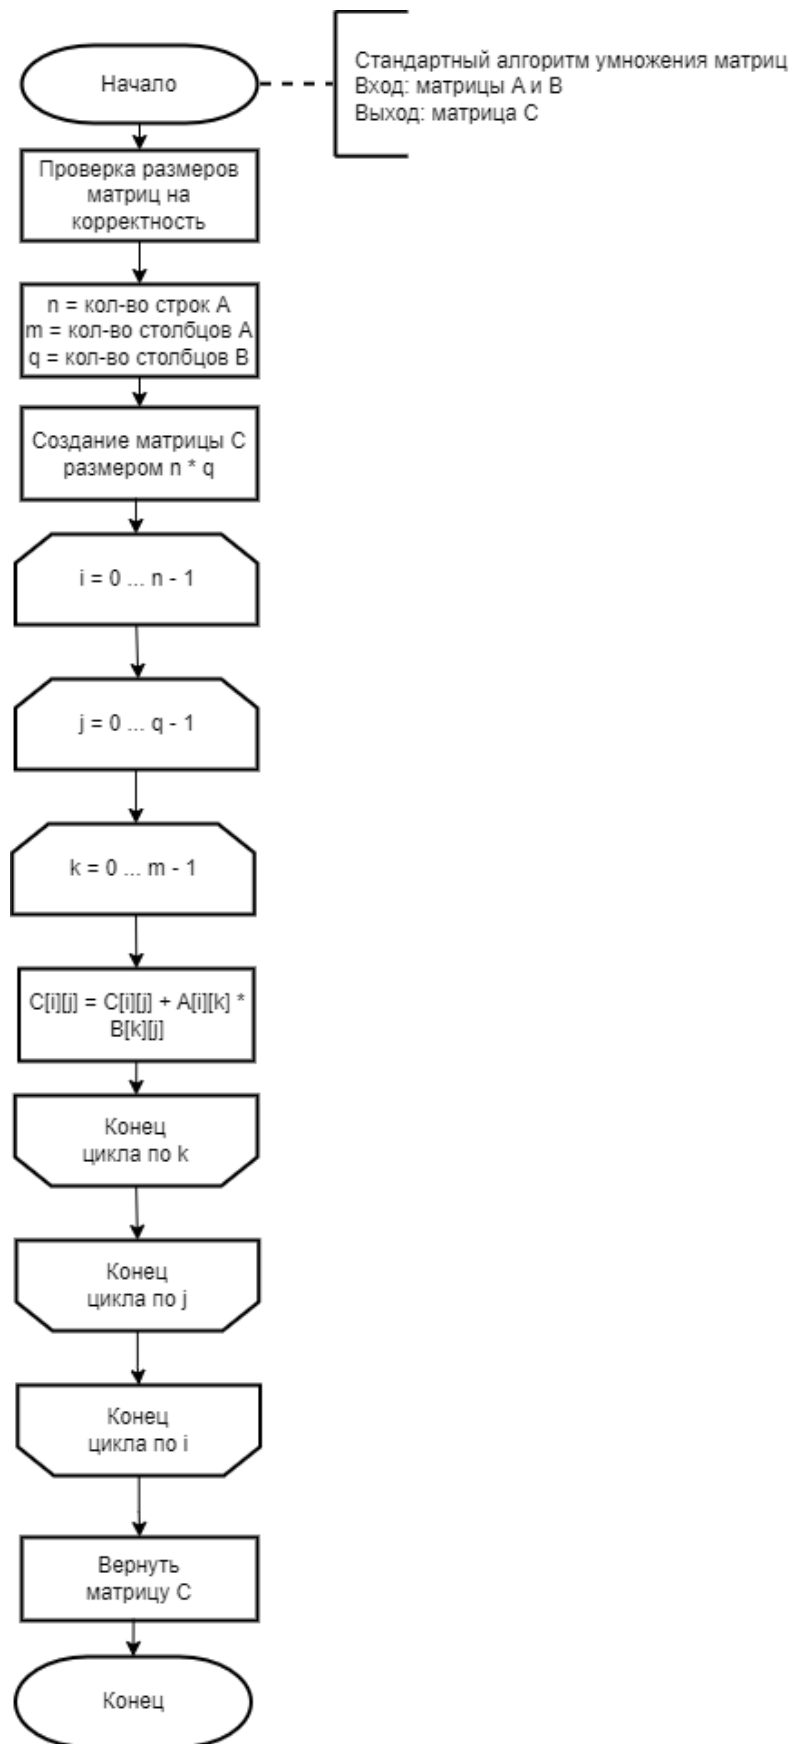 Начало
Стандартный алгоритм умножения матриц
Вход: матрицы A и B
Выход: матрица C
Проверка размеров
матриц на
корректность
n = кол-во строк A
m = кол-во столбцов A
q = кол-во столбцов B
Создание матрицы C
размером n * q
i = 0 ... n - 1
j = 0 ... q - 1
k = 0 ... m - 1
C[i][j] = C[i][j] + A[i][k] *
B[k][j]
Конец
цикла по k
Конец
цикла по j
Конец
цикла по i
Вернуть
матрицу C
Конец